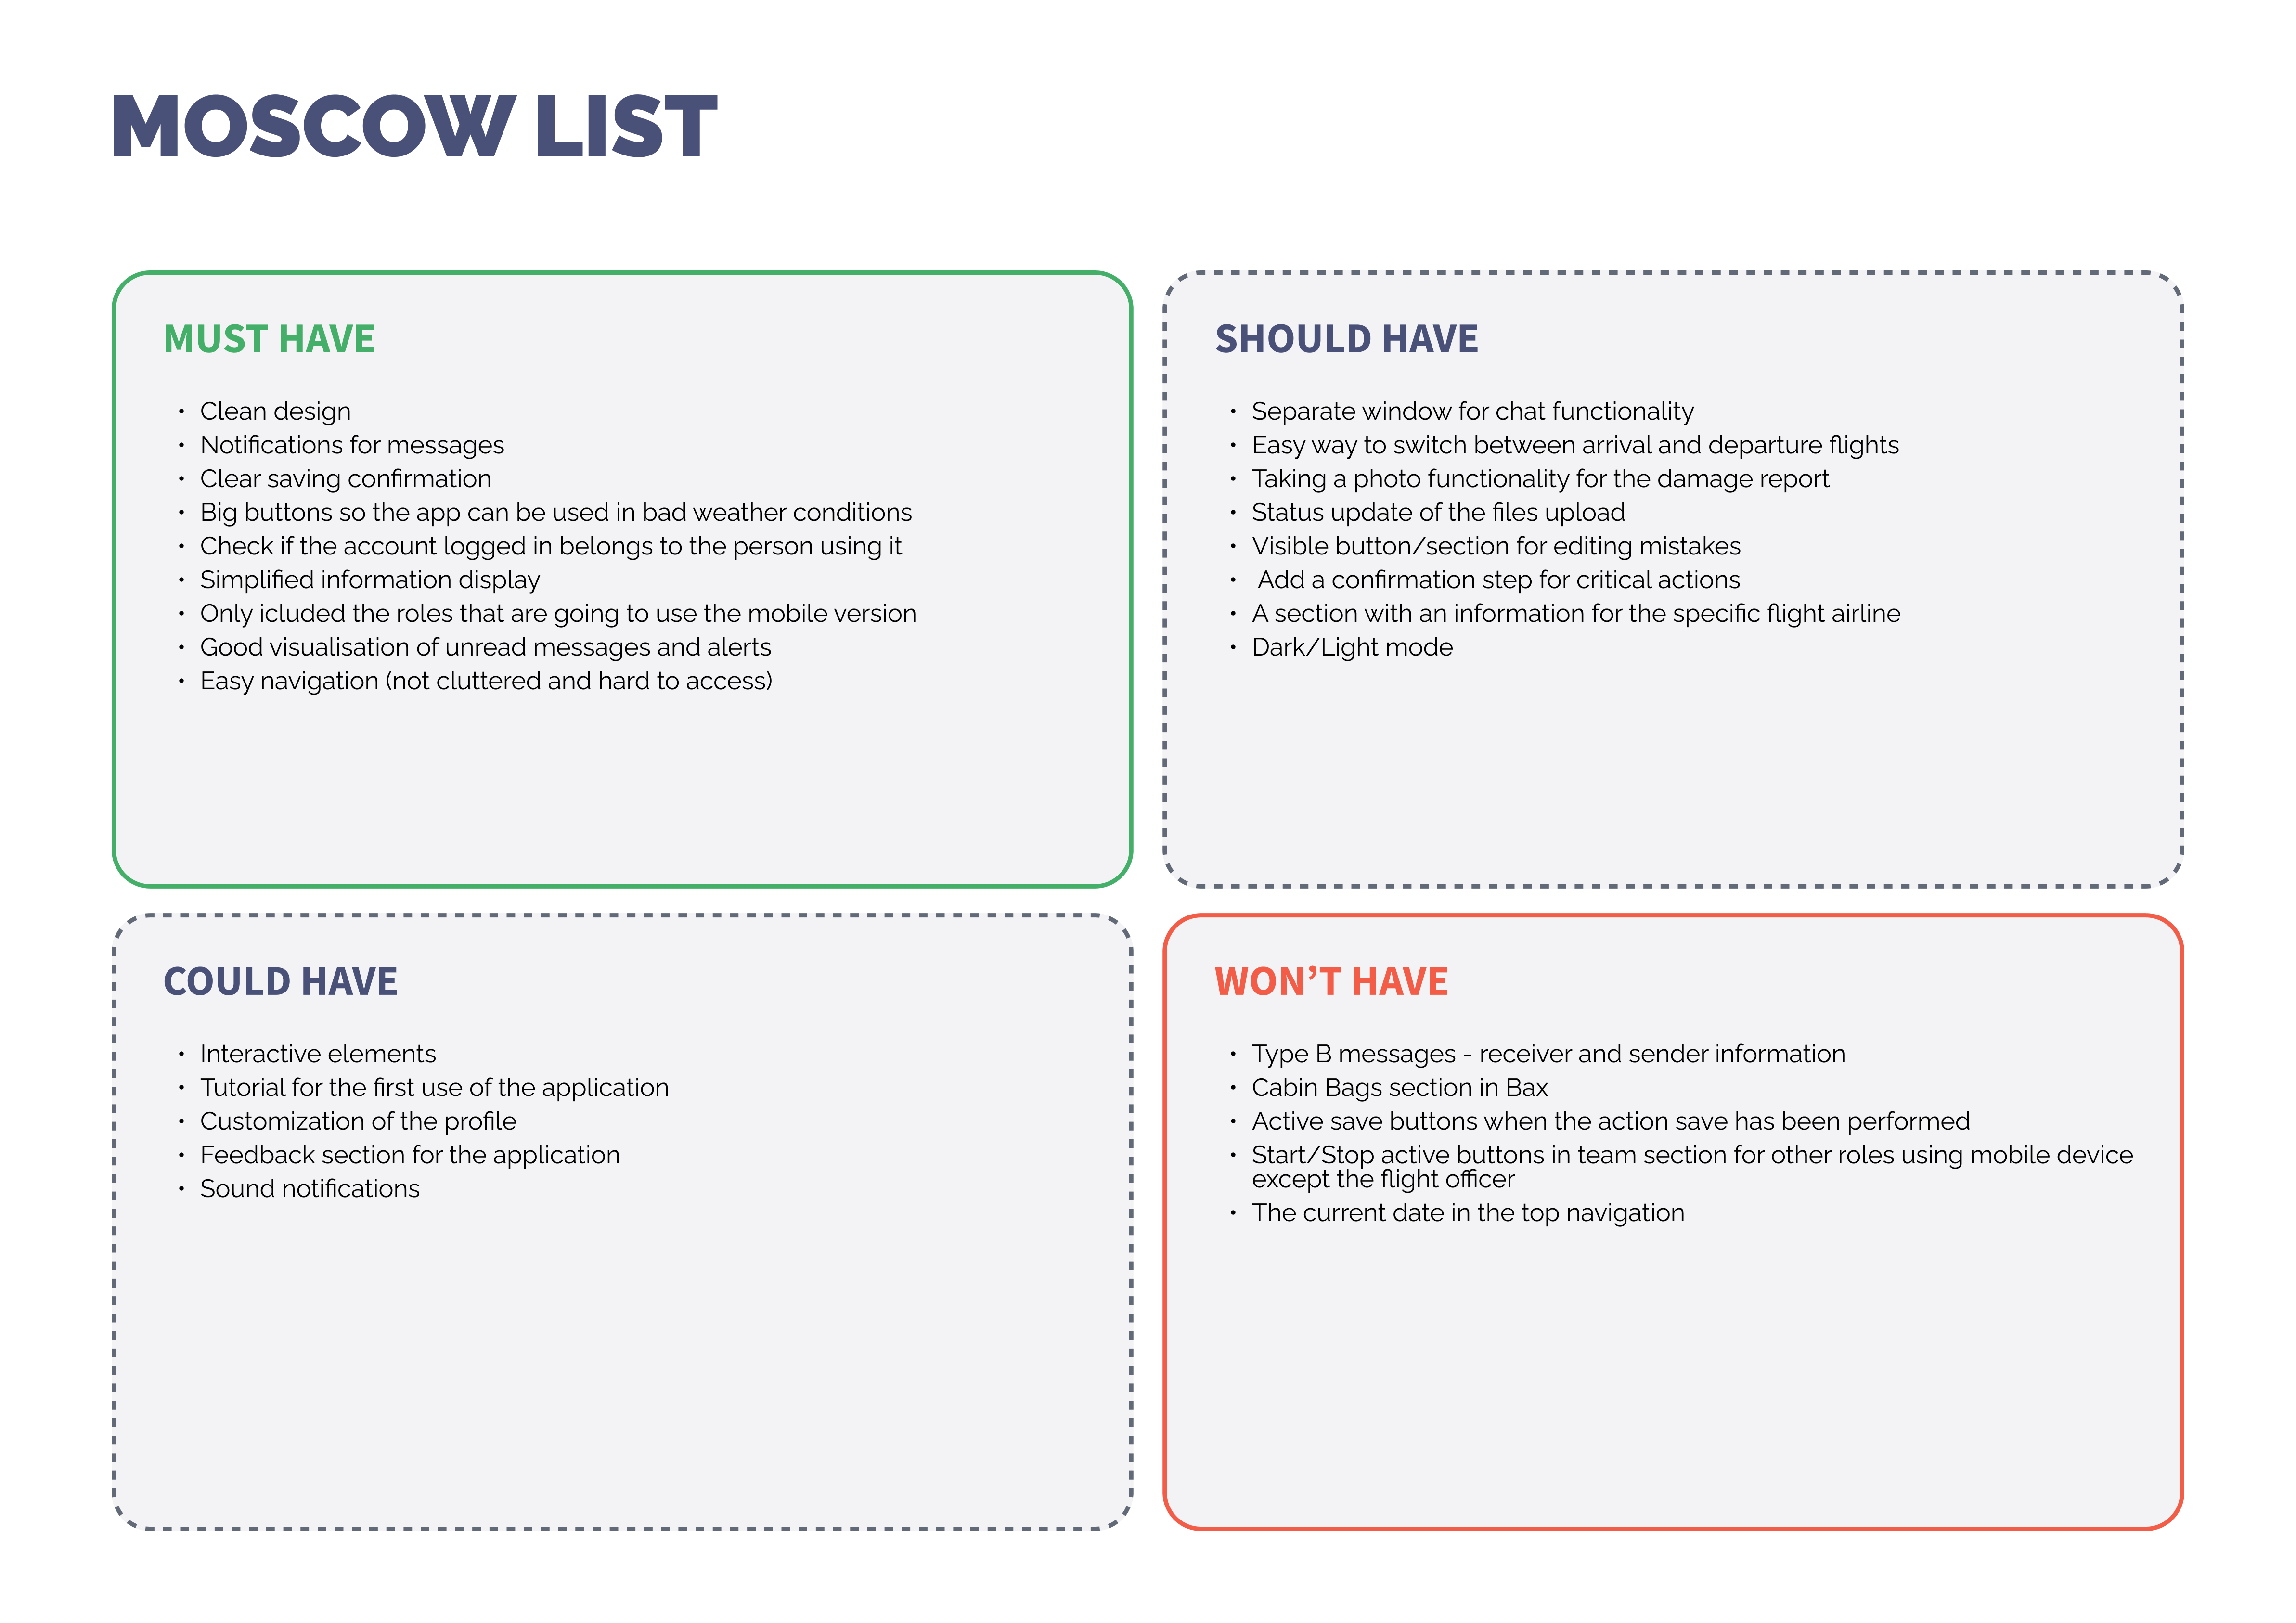 MOSCOW LIST
MUST HAVE
• Clean design
• Notifications for messages
• Clear saving confirmation
• Big buttons so the app can be used in bad weather conditions
• Check if the account logged in belongs to the person using it
• Simplified information display
• Only icluded the roles that are going to use the mobile version
• Good visualisation of unread messages and alerts
• Easy navigation (not cluttered and hard to access)
SHOULD HAVE
• Separate window for chat functionality
• Easy way to switch between arrival and departure flights
• Taking a photo functionality for the damage report
• Status update of the files upload
• Visible button/section for editing mistakes
• Add a confirmation step for critical actions
• A section with an information for the specific flight airline
• Dark/Light mode
COULD HAVE
• Interactive elements
• Tutorial for the first use of the application
• Customization of the profile
• Feedback section for the application
• Sound notifications
WON’T HAVE
• Type B messages - receiver and sender information
• Cabin Bags section in Bax
• Active save buttons when the action save has been performed
• Start/Stop active buttons in team section for other roles using mobile device
except the flight officer
• The current date in the top navigation